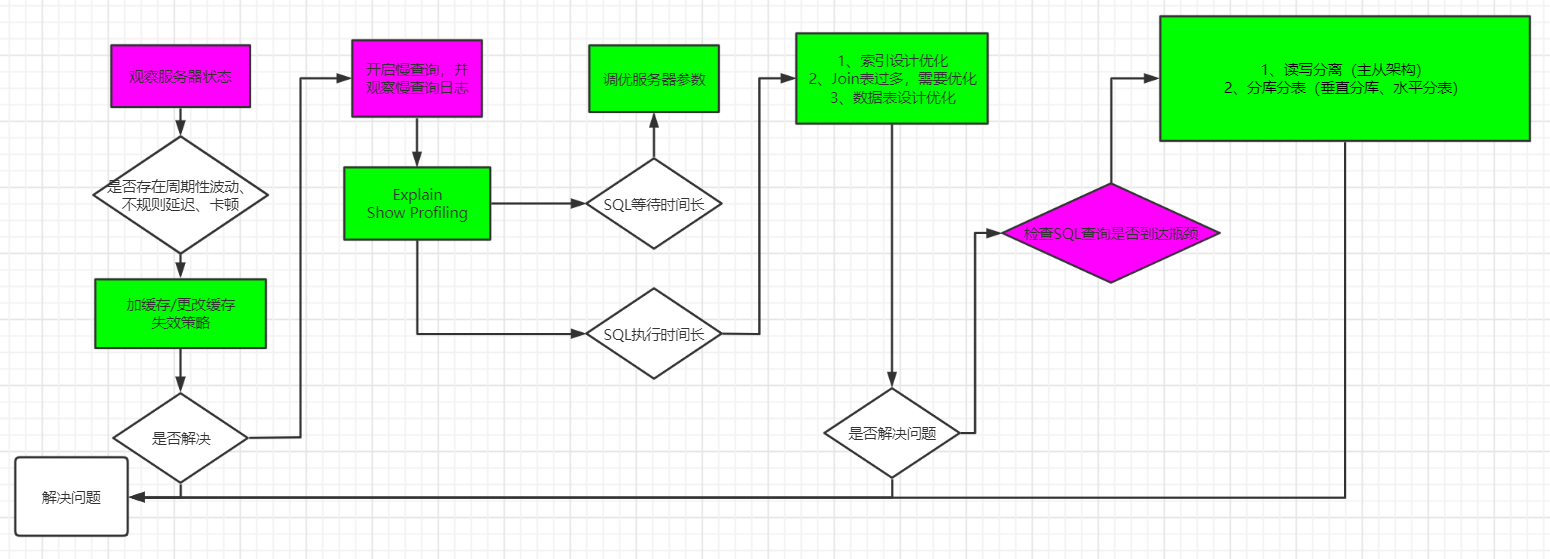 观察服务器状态
是否存在周期性波动、
不规则延迟、卡顿
加缓存/更改缓存
失效策略
是否解决
解决问题
开启慢查询，并
观察慢查询日志
Explain
Show Profiling
SQL等待时间长
调优服务器参数
SQL执行时间长
1、索引设计优化
2、Join表过多，需要优化
3、数据表设计优化
是否解决问题
检查SQL查询是否到达瓶颈
1、读写分离（主从架构）
2、分库分表（垂直分库、水平分表）